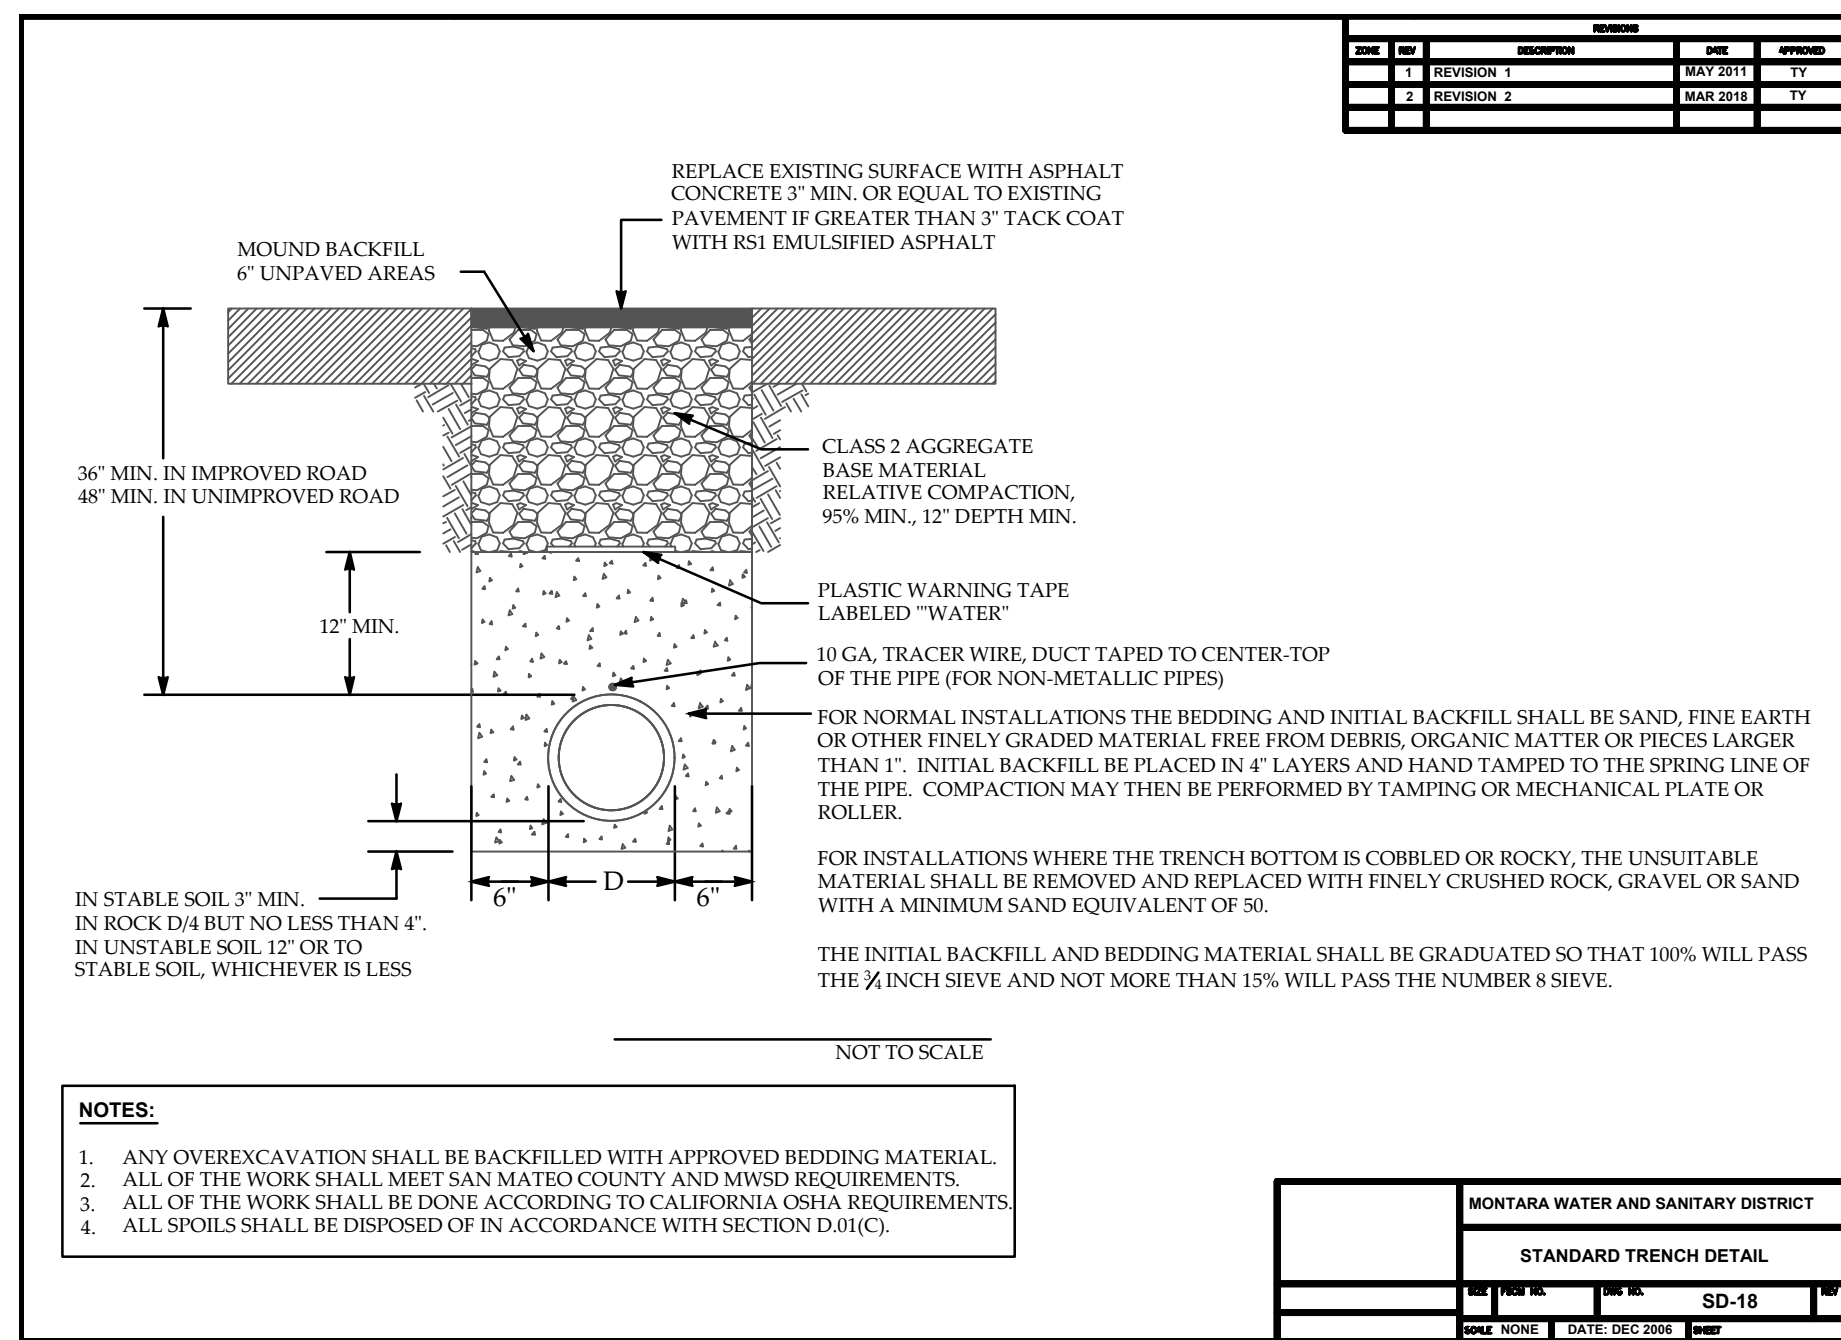 REVISIONS
ZONE REV DESCRIPTION DATE APPROVED
1 REVISION 1 MAY 2011 TY
2 REVISION 2 MAR 2018 TY
REPLACE EXISTING SURFACE WITH ASPHALT
CONCRETE 3" MIN. OR EQUAL TO EXISTING
PAVEMENT IF GREATER THAN 3" TACK COAT
WITH RS1 EMULSIFIED ASPHALT
MOUND BACKFILL
6" UNPAVED AREAS
36" MIN. IN IMPROVED ROAD
48" MIN. IN UNIMPROVED ROAD
CLASS 2 AGGREGATE
BASE MATERIAL
RELATIVE COMPACTION,
95% MIN., 12" DEPTH MIN.
PLASTIC WARNING TAPE
LABELED '"WATER"
12" MIN.
10 GA, TRACER WIRE, DUCT TAPED TO CENTER-TOP
OF THE PIPE (FOR NON-METALLIC PIPES)
FOR NORMAL INSTALLATIONS THE BEDDING AND INITIAL BACKFILL SHALL BE SAND, FINE EARTH
OR OTHER FINELY GRADED MATERIAL FREE FROM DEBRIS, ORGANIC MATTER OR PIECES LARGER
THAN 1". INITIAL BACKFILL BE PLACED IN 4" LAYERS AND HAND TAMPED TO THE SPRING LINE OF
THE PIPE. COMPACTION MAY THEN BE PERFORMED BY TAMPING OR MECHANICAL PLATE OR
ROLLER.
FOR INSTALLATIONS WHERE THE TRENCH BOTTOM IS COBBLED OR ROCKY, THE UNSUITABLE
MATERIAL SHALL BE REMOVED AND REPLACED WITH FINELY CRUSHED ROCK, GRAVEL OR SAND
WITH A MINIMUM SAND EQUIVALENT OF 50.
THE INITIAL BACKFILL AND BEDDING MATERIAL SHALL BE GRADUATED SO THAT 100% WILL PASS
THE ¾ INCH SIEVE AND NOT MORE THAN 15% WILL PASS THE NUMBER 8 SIEVE.
6" D 6"
IN STABLE SOIL 3" MIN.
IN ROCK D/4 BUT NO LESS THAN 4".
IN UNSTABLE SOIL 12" OR TO
STABLE SOIL, WHICHEVER IS LESS
NOT TO SCALE
NOTES:
1. ANY OVEREXCAVATION SHALL BE BACKFILLED WITH APPROVED BEDDING MATERIAL.
2. ALL OF THE WORK SHALL MEET SAN MATEO COUNTY AND MWSD REQUIREMENTS.
3. ALL OF THE WORK SHALL BE DONE ACCORDING TO CALIFORNIA OSHA REQUIREMENTS.
4. ALL SPOILS SHALL BE DISPOSED OF IN ACCORDANCE WITH SECTION D.01(C).
MONTARA WATER AND SANITARY DISTRICT
STANDARD TRENCH DETAIL
SIZE FSCM NO. DWG NO. SD-18 REV
SCALE NONE DATE: DEC 2006 SHEET